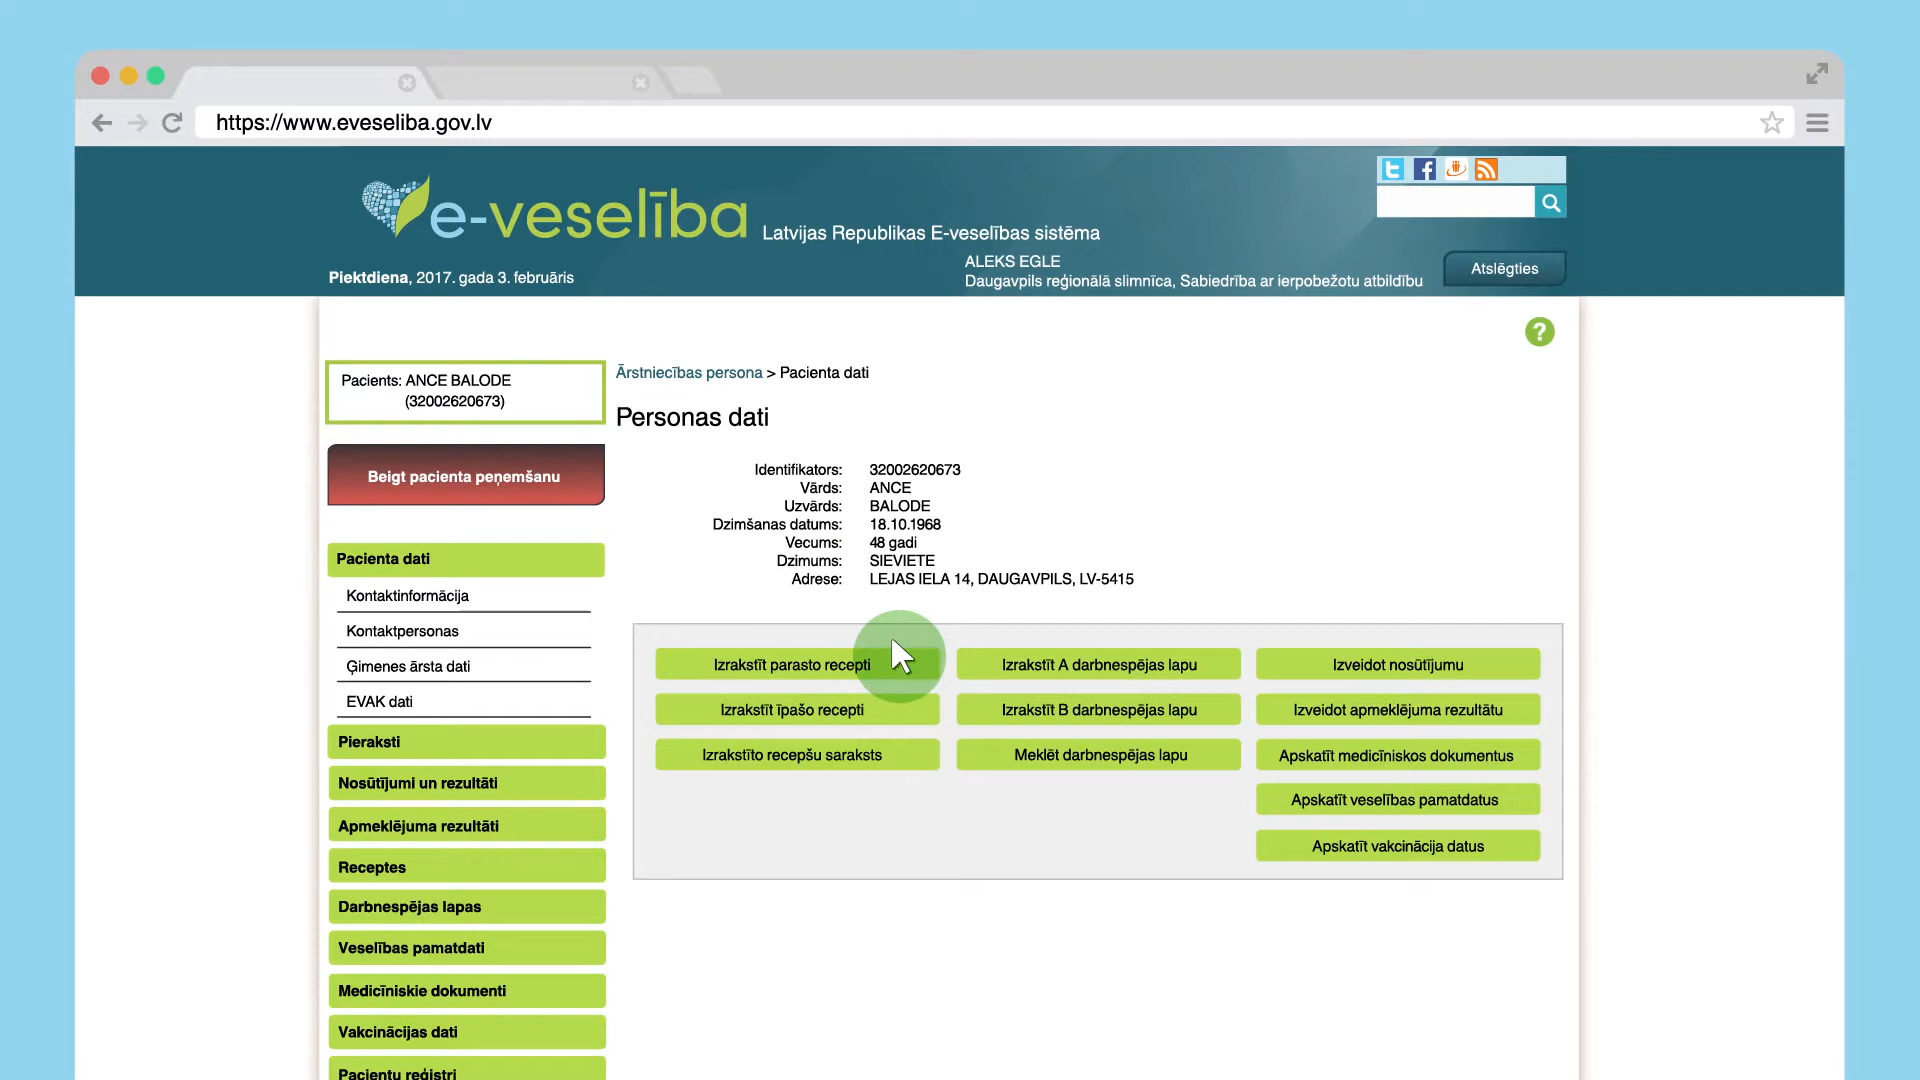 https://www.eveseliba.gov.lv
e-veselība
Latvijas Republikas E-veselības sistēma
ALEKS EGLE
Daugavpils reģionālā slimnīca, Sabiedrība ar ierpobežotu atbildību
Atslēgties
Piektdiena, 2017. gada 3. februāris
?
Pacients: ANCE BALODE
(32002620673)
Beigt pacienta peņemšanu
Pacienta dati
Kontaktinformācija
Kontaktpersonas
Ģimenes ārsta dati
EVAK dati
Pieraksti
Nosūtījumi un rezultāti
Apmeklējuma rezultāti
Receptes
Darbnespējas lapas
Veselības pamatdati
Medicīniskie dokumenti
Vakcinācijas dati
Pacientu reģistri
Ārstniecības persona > Pacienta dati
Personas dati
Identifikators: 32002620673
Vārds: ANCE
Uzvārds: BALODE
Dzimšanas datums: 18.10.1968
Vecums: 48 gadi
Dzimums: SIEVIETE
Adrese: LEJAS IELA 14, DAUGAVPILS, LV-5415
Izrakstīt parasto recepti
Izrakstīt A darbnespējas lapu
Izveidot nosūtījumu
Izrakstīt īpašo recepti
Izrakstīt B darbnespējas lapu
Izveidot apmeklējuma rezultātu
Izrakstīto recepšu saraksts
Meklēt darbnespējas lapu
Apskatīt medicīniskos dokumentus
Apskatīt veselības pamatdatus
Apskatīt vakcinācija datus